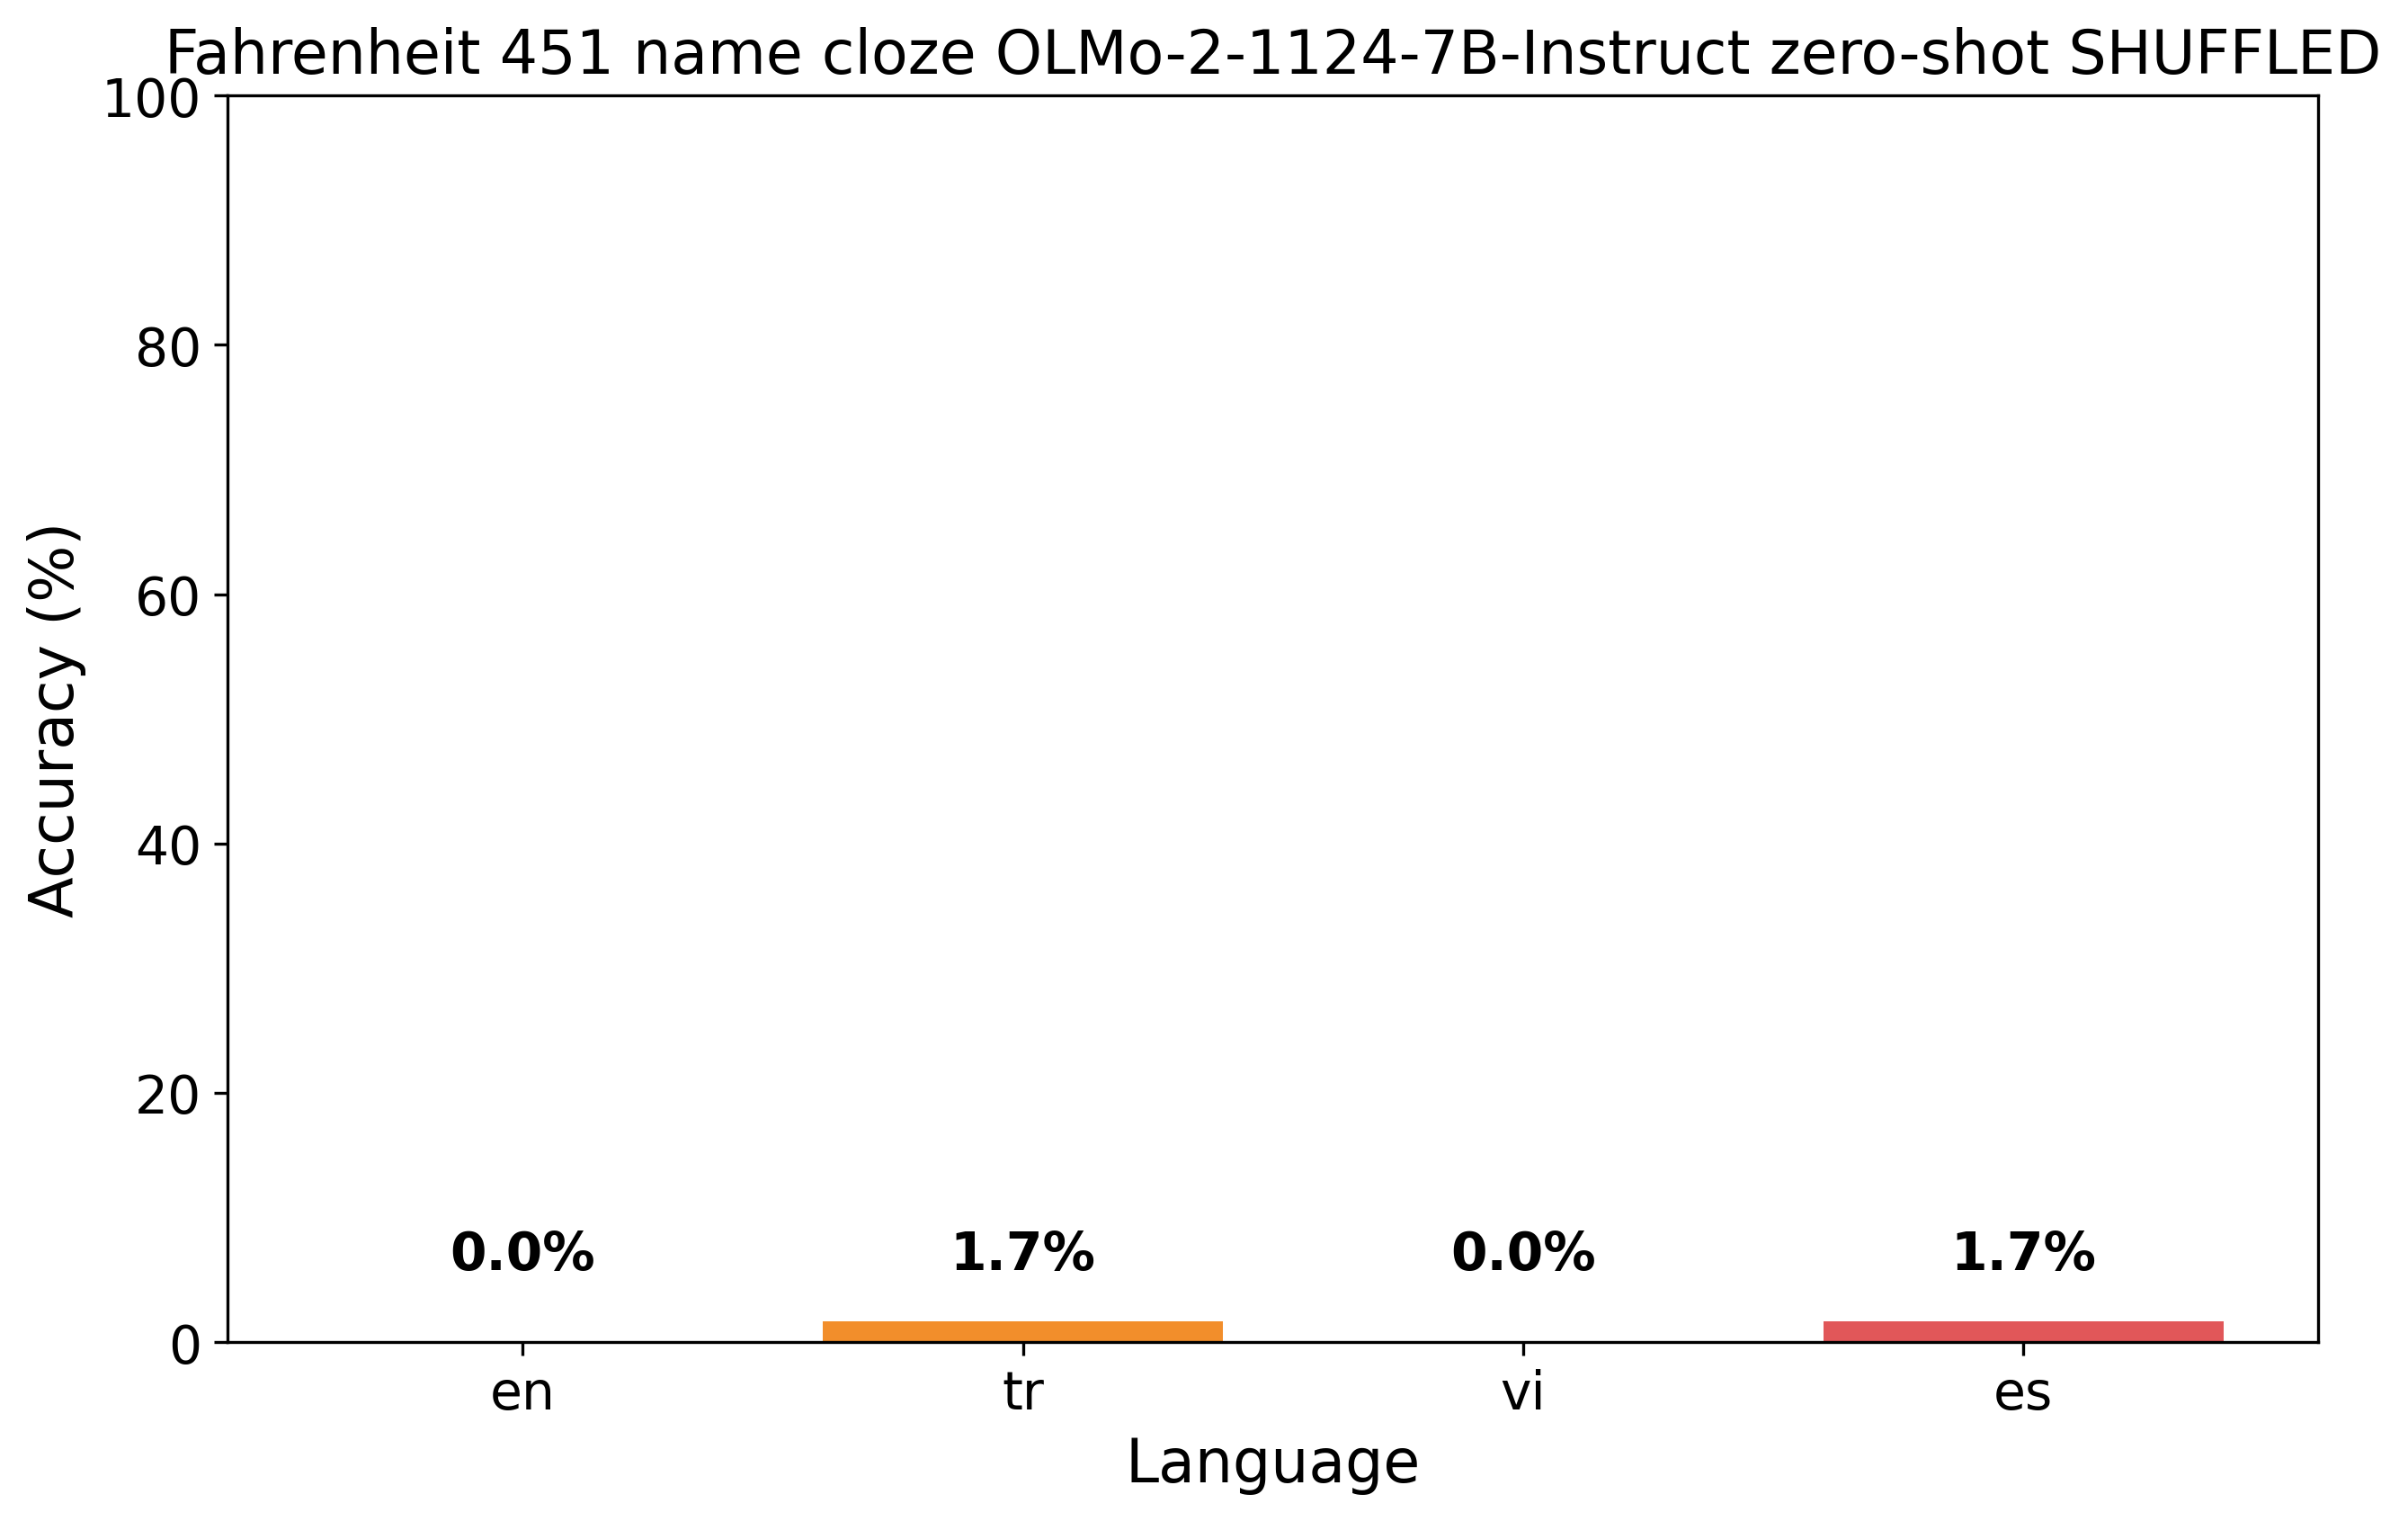 Fahrenheit 451 name cloze OLMo-2-1124-7B-Instruct zero-shot SHUFFLED
100
80
60
40
20
0
Accuracy (%)
0.0%
1.7%
0.0%
1.7%
en
tr
vi
es
Language